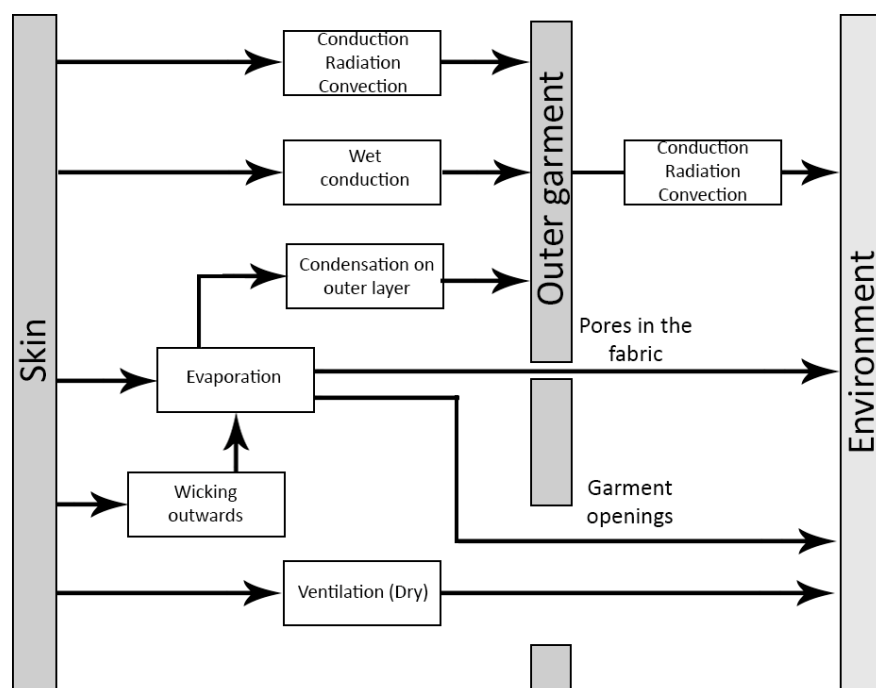 Skin
Conduction
Radiation
Convection
Wet
conduction
Condensation on
outer layer
Evaporation
Wicking
outwards
Ventilation (Dry)
Outer garment
Conduction
Radiation
Convection
Pores in the
fabric
Garment
openings
Environment